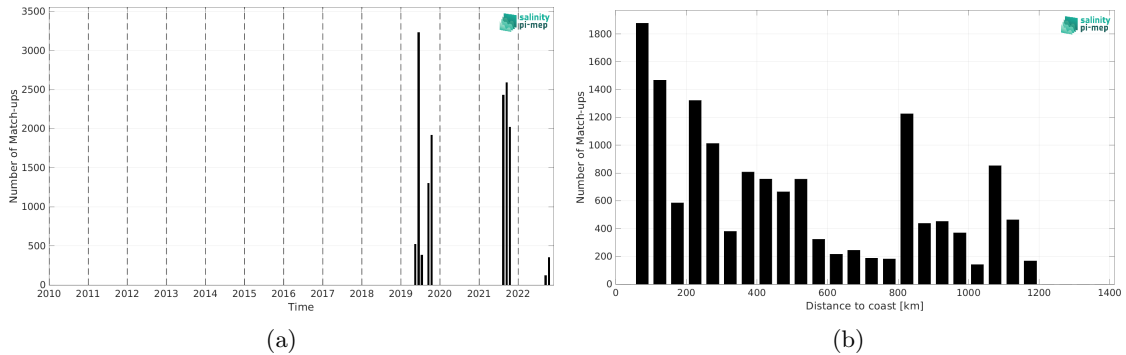 3500
3000
2500
2000
1500
1000
500
0
Number of Match-ups
2010 2011 2012 2013 2014 2015 2016 2017 2018 2019 2020 2021 2022
Time
salinity
pi-mep
(a)
1800
1600
1400
1200
1000
800
600
400
200
0
Number of Match-ups
0 200 400 600 800 1000 1200 1400
Distance to coast [km]
salinity
pi-mep
(b)